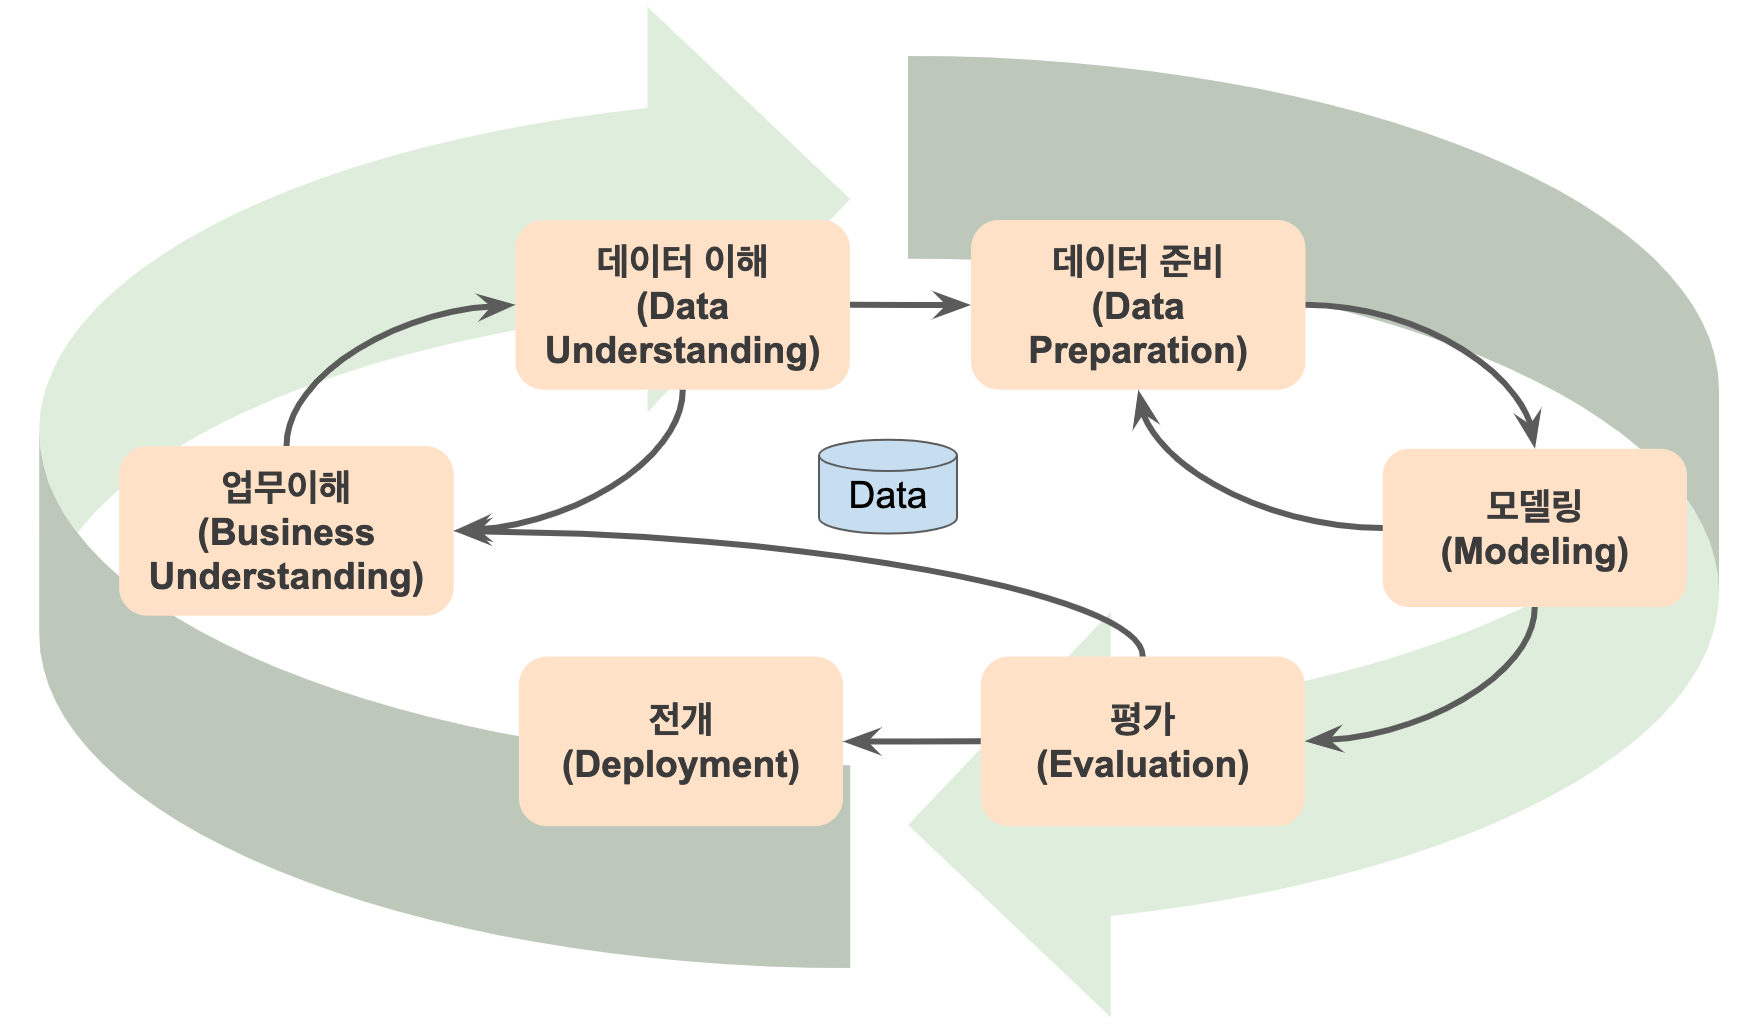 데이터 이해
(Data
Understanding)
데이터 준비
(Data
Preparation)
업무이해
(Business
Understanding)
Data
모델링
(Modeling)
전개
(Deployment)
평가
(Evaluation)